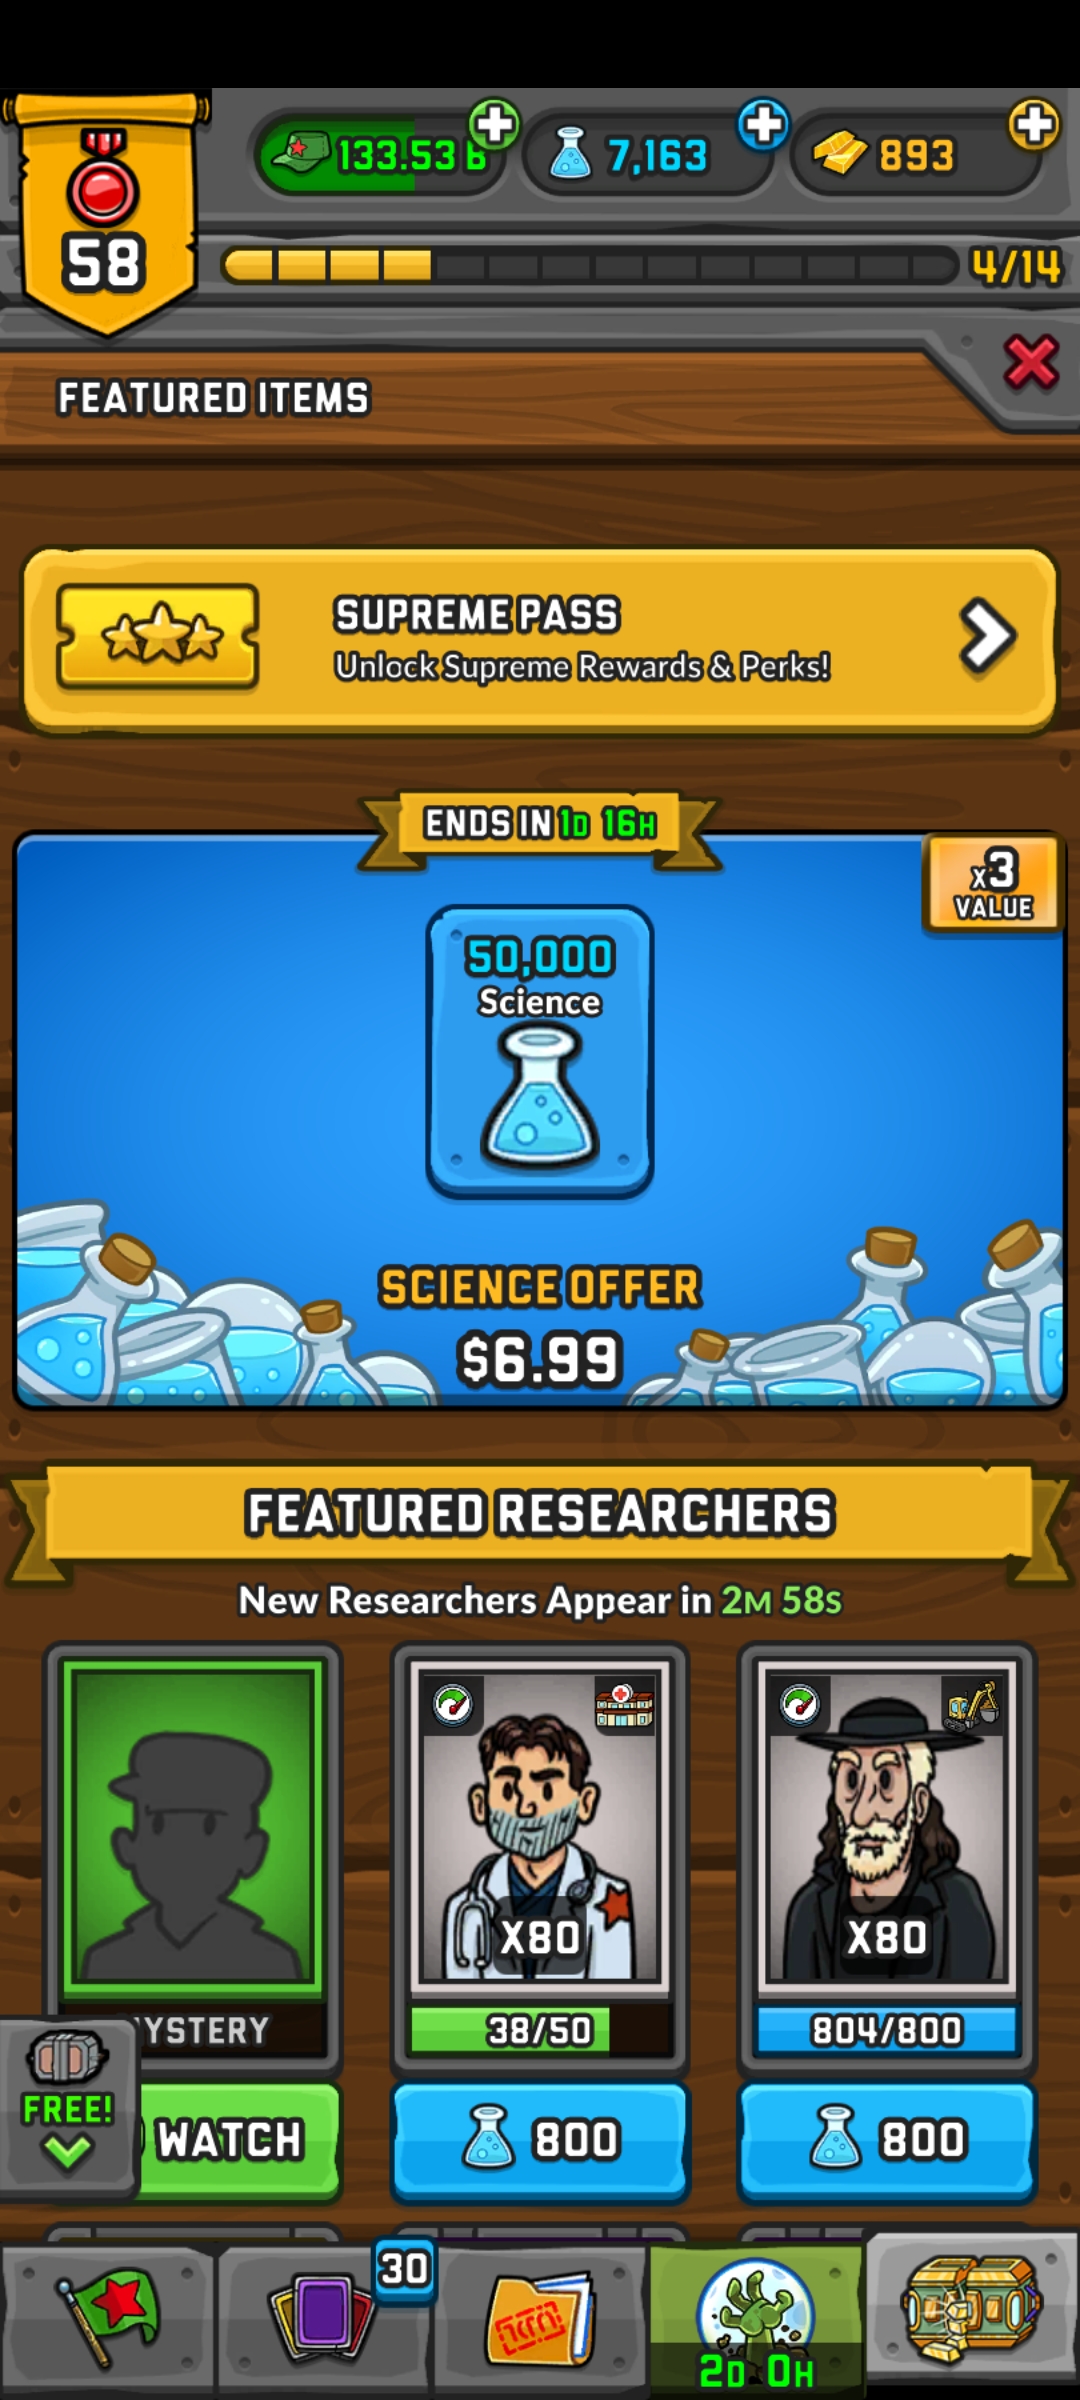 133.53 B
7,163
893
58
4/14
FEATURED ITEMS
SUPREME PASS
Unlock Supreme Rewards & Perks!
ENDS IN 1D 16H
x3
VALUE
50,000
Science
SCIENCE OFFER
$6.99
FEATURED RESEARCHERS
New Researchers Appear in 2M 58S
X80
X80
YSTERY
38/50
804/800
FREE!
WATCH
800
800
30
2D 0H